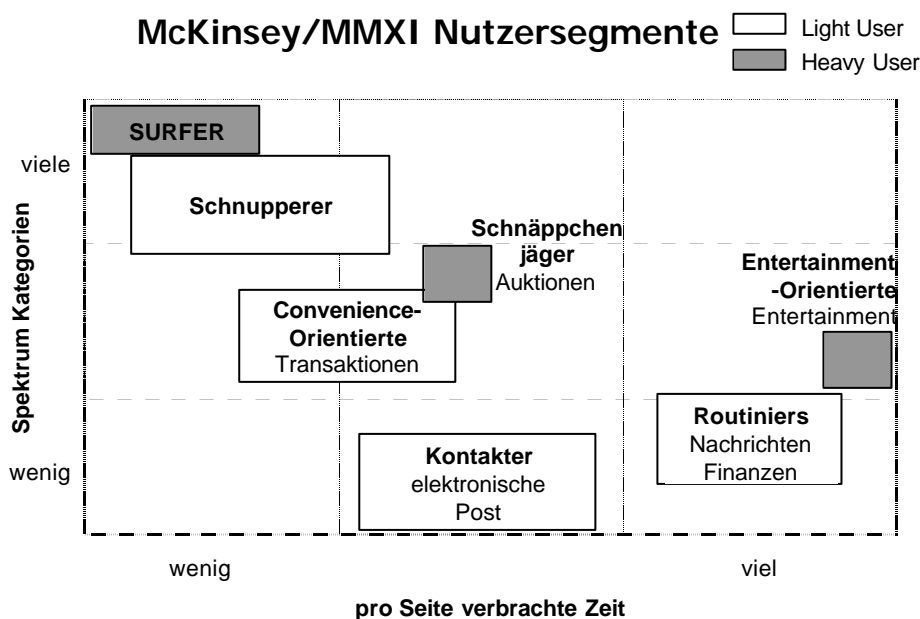 McKinsey/MMXI Nutzersegmente
Light User
Heavy User
SURFER
viele
Schnupperer
Schnäppchen
jäger
Auktionen
Entertainment
-Orientierte
Entertainment
Convenience-
Orientierte
Transaktionen
Spektrum Kategorien
Routiniers
Nachrichten
Finanzen
Kontakter
elektronische
Post
wenig
wenig
viel
pro Seite verbrachte Zeit